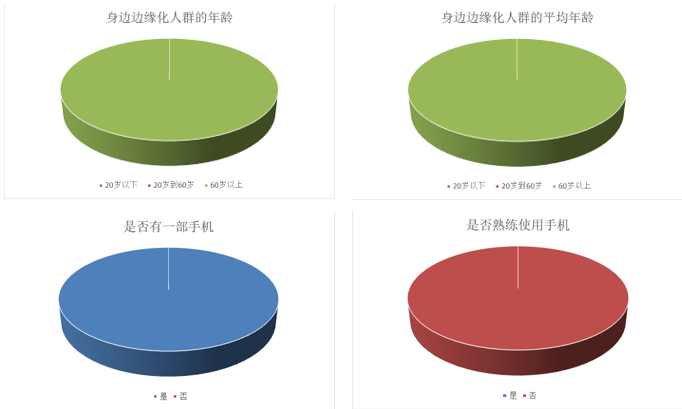 身边边缘化人群的年龄
身边边缘化人群的平均年龄
20岁以下 20岁到60岁 60岁以上
20岁以下 20岁到60岁 60岁以上
是否有一部手机
是否熟练使用手机
是 否
是 否